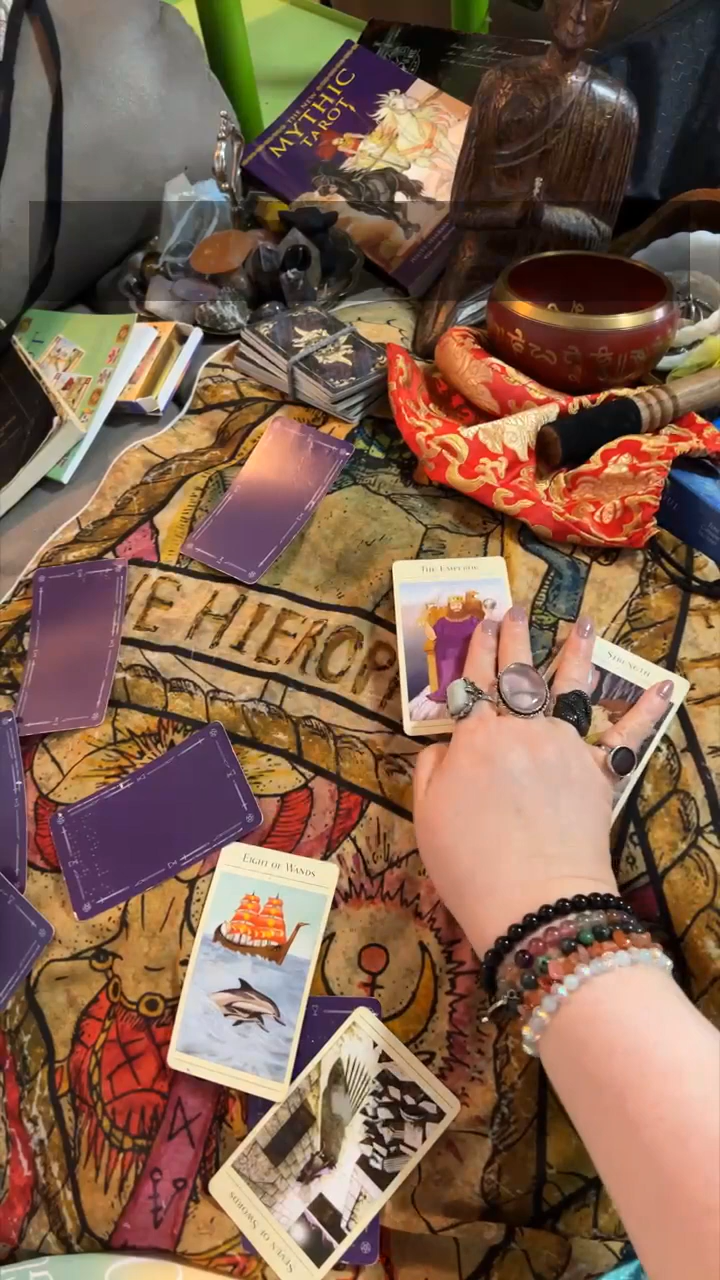 THE NEW
MYTHIC
TAROT
THE HIEROP
THE EMPEROR
STRENGTH
EIGHT OF WANDS
SEVEN OF SWORDS